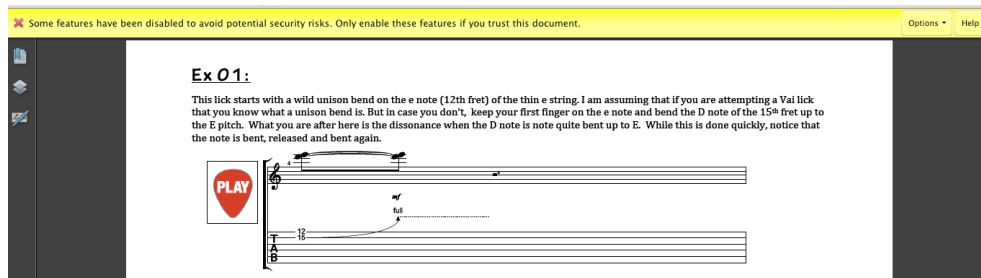 Some features have been disabled to avoid potential security risks. Only enable these features if you trust this document.
Options
Help
Ex 01:
This lick starts with a wild unison bend on the e note (12th fret) of the thin e string. I am assuming that if you are attempting a Vai lick
that you know what a unison bend is. But in case you don't, keep your first finger on the e note and bend the D note of the 15th fret up to
the E pitch. What you are after here is the dissonance when the D note is note quite bent up to E. While this is done quickly, notice that
the note is bent, released and bent again.
4
PLAY
mf
full
12
15
T
A
B